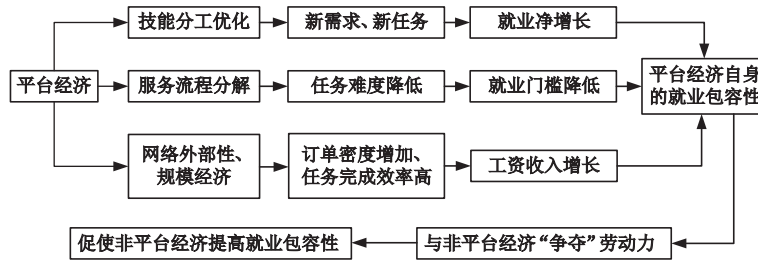 技能分工优化
新需求、新任务
就业净增长
平台经济
服务流程分解
任务难度降低
就业门槛降低
平台经济自身
的就业包容性
网络外部性、
规模经济
订单密度增加、
任务完成效率高
工资收入增长
促使非平台经济提高就业包容性
与非平台经济“争夺”劳动力